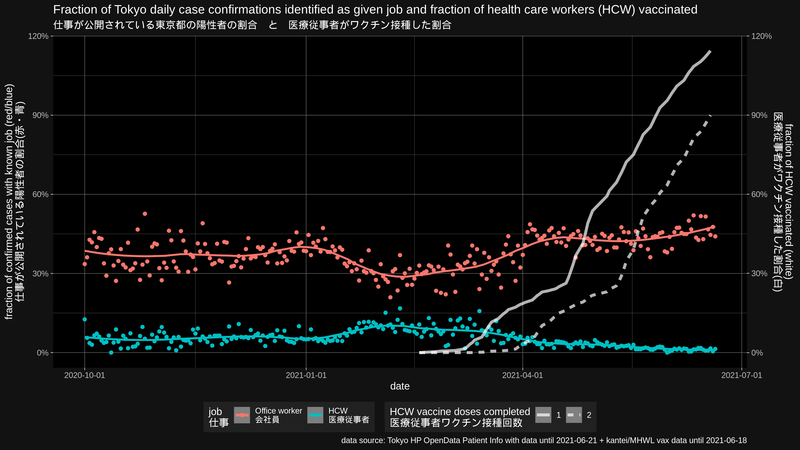 Fraction of Tokyo daily case confirmations identified as given job and fraction of health care workers (HCW) vaccinated
仕事が公開されている東京都の陽性者の割合　と　医療従事者がワクチン接種した割合
120%
90%
60%
30%
0%
fraction of confirmed cases with known job (red/blue)
仕事が公開されている陽性者の割合(赤・青)
120%
90%
60%
30%
0%
fraction of HCW vaccinated (white)
医療従事者がワクチン接種した割合(白)
2020-10-01
2021-01-01
2021-04-01
2021-07-01
date
job
仕事
Office worker
会社員
HCW
医療従事者
HCW vaccine doses completed
医療従事者ワクチン接種回数
1
2
data source: Tokyo HP OpenData Patient Info with data until 2021-06-21 + kantei/MHWL vax data until 2021-06-18